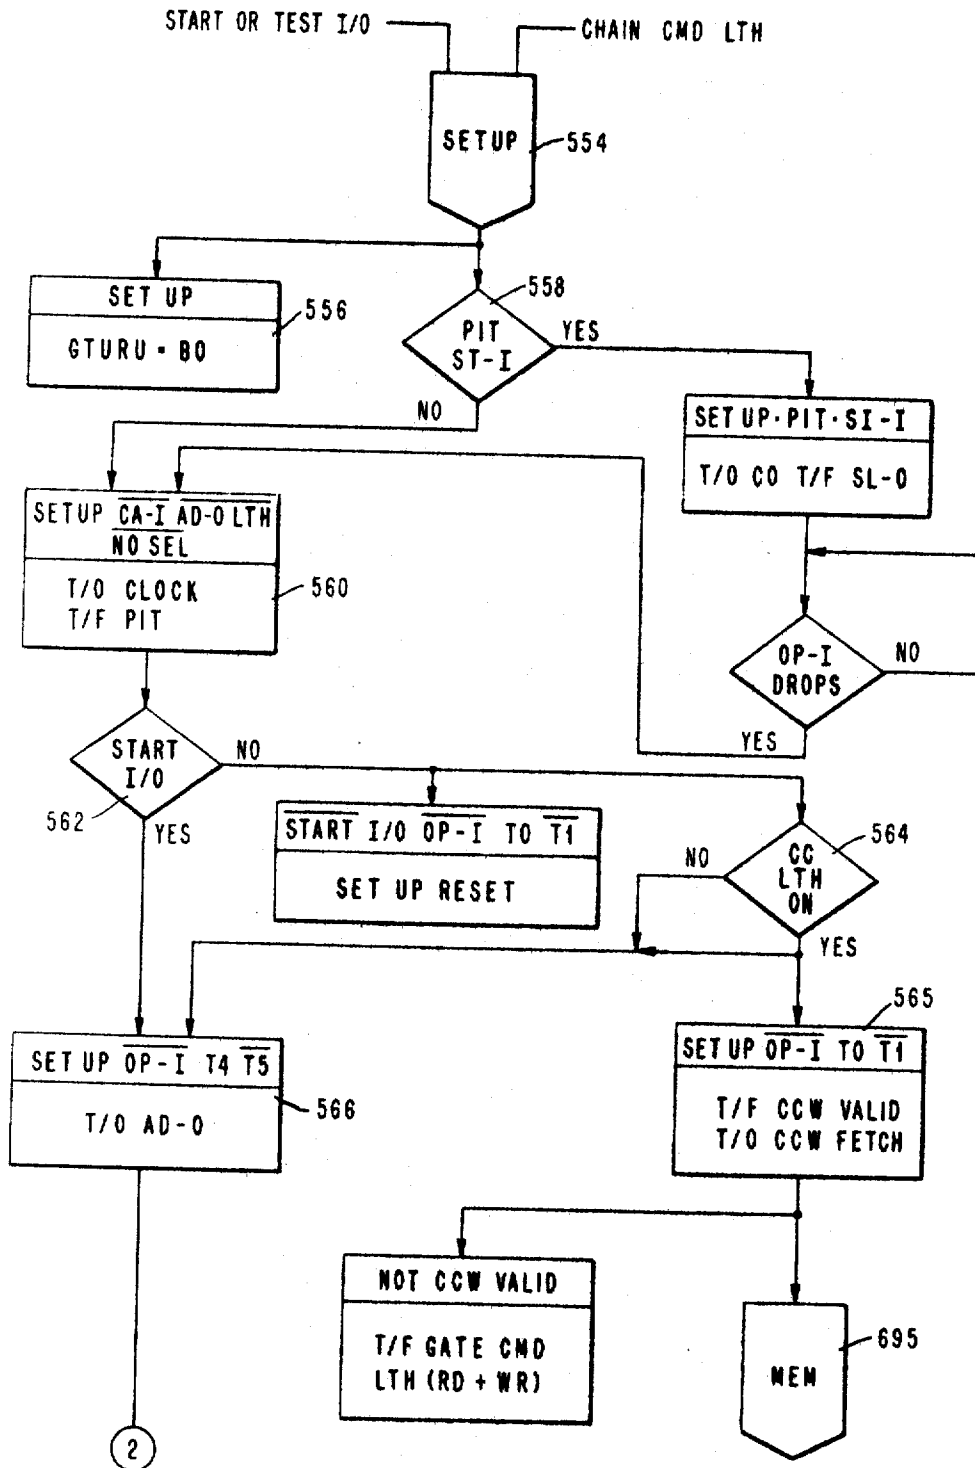 START OR TEST I/O
CHAIN CMD LTH
SETUP
554
SET UP
556
GTURU = B0
558
PIT
ST-I
YES
NO
SET UP·PIT·SI-I
T/O CO T/F SL-O
SETUP CA-I AD-O LTH
NO SEL
T/O CLOCK
T/F PIT
560
OP-I
DROPS
NO
YES
START
I/O
NO
562
YES
START I/O OP-I TO T1
SET UP RESET
564
CC
LTH
ON
NO
YES
565
SET UP OP-I T4 T5
T/O AD-O
566
SET UP OP-I TO T1
T/F CCW VALID
T/O CCW FETCH
NOT CCW VALID
T/F GATE CMD
LTH (RD + WR)
695
MEM
2